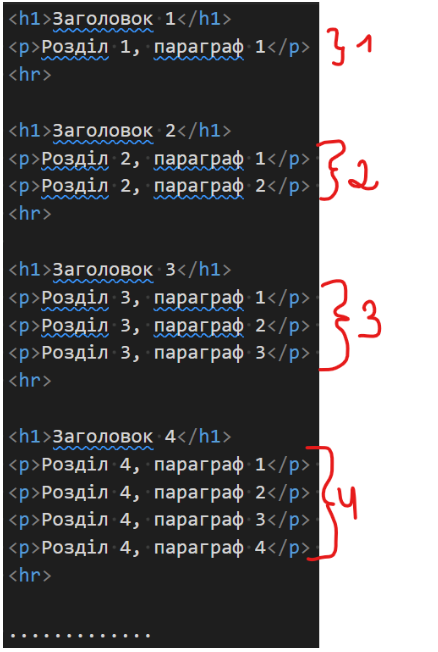 <h1>Заголовок 1</h1>
<p>Розділ 1, параграф 1</p> } 1
<hr>
<h1>Заголовок 2</h1>
<p>Розділ 2, параграф 1</p>
<p>Розділ 2, параграф 2</p> } 2
<hr>
<h1>Заголовок 3</h1>
<p>Розділ 3, параграф 1</p>
<p>Розділ 3, параграф 2</p> } 3
<p>Розділ 3, параграф 3</p>
<hr>
<h1>Заголовок 4</h1>
<p>Розділ 4, параграф 1</p>
<p>Розділ 4, параграф 2</p> } 4
<p>Розділ 4, параграф 3</p>
<p>Розділ 4, параграф 4</p>
<hr>
.............